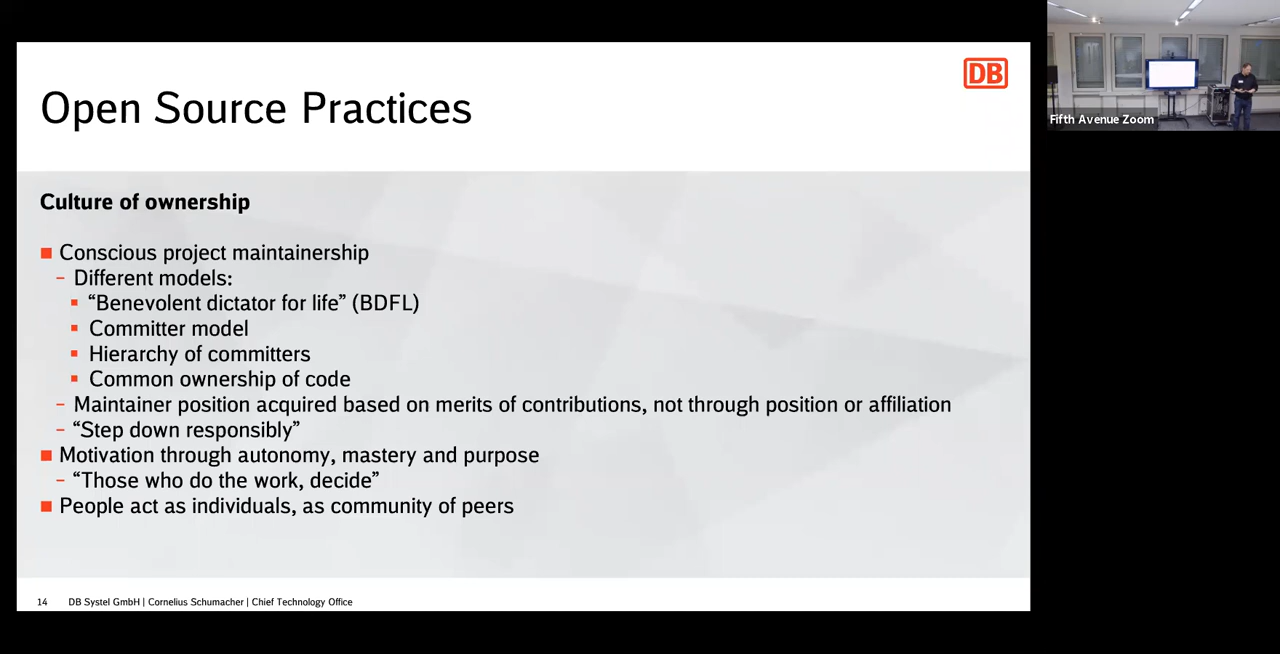 DB
Open Source Practices
Fifth Avenue Zoom
Culture of ownership
■ Conscious project maintainership
– Different models:
▪ “Benevolent dictator for life” (BDFL)
▪ Committer model
▪ Hierarchy of committers
▪ Common ownership of code
– Maintainer position acquired based on merits of contributions, not through position or affiliation
– “Step down responsibly”
■ Motivation through autonomy, mastery and purpose
– “Those who do the work, decide”
■ People act as individuals, as community of peers
14 DB Systel GmbH | Cornelius Schumacher | Chief Technology Office